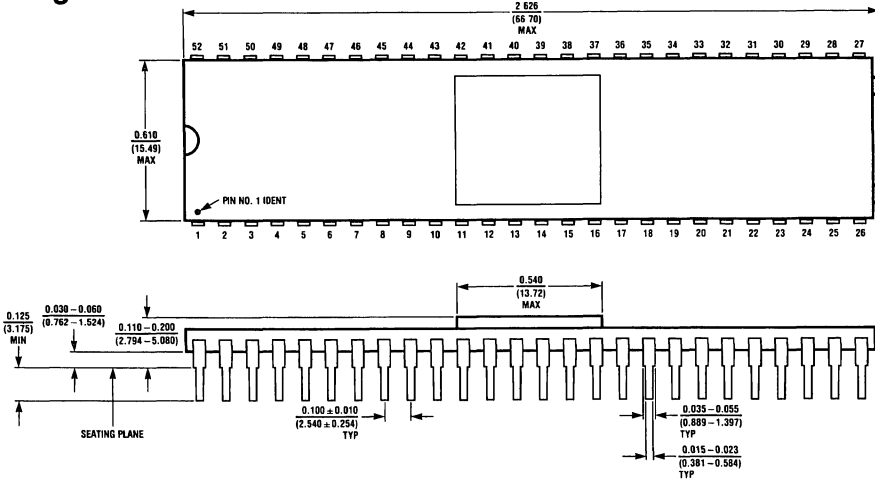 2 626
(66 70)
MAX
52 51 50 49 48 47 46 45 44 43 42 41 40 39 38 37 36 35 34 33 32 31 30 29 28 27
0.610
(15.49)
MAX
PIN NO. 1 IDENT
1 2 3 4 5 6 7 8 9 10 11 12 13 14 15 16 17 18 19 20 21 22 23 24 25 26
0.540
(13.72)
MAX
0.125
(3.175)
MIN
0.030 – 0.060
(0.762 – 1.524)
0.110 – 0.200
(2.794 – 5.080)
SEATING PLANE
0.100 ± 0.010
(2.540 ± 0.254)
TYP
0.035 – 0.055
(0.889 – 1.397)
TYP
0.015 – 0.023
(0.381 – 0.584)
TYP